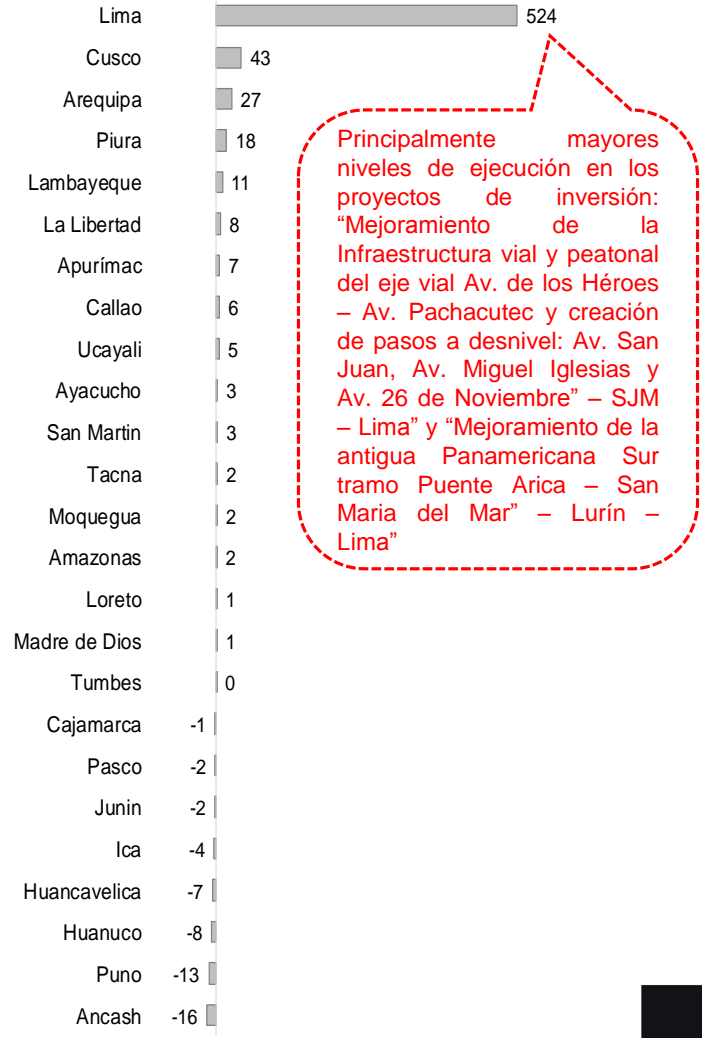 Lima 524
Cusco 43
Arequipa 27
Piura 18
Lambayeque 11
La Libertad 8
Apurímac 7
Callao 6
Ucayali 5
Ayacucho 3
San Martin 3
Tacna 2
Moquegua 2
Amazonas 2
Loreto 1
Madre de Dios 1
Tumbes 0
Cajamarca -1
Pasco -2
Junin -2
Ica -4
Huancavelica -7
Huanuco -8
Puno -13
Ancash -16
Principalmente mayores
niveles de ejecución en los
proyectos de inversión:
“Mejoramiento de la
Infraestructura vial y peatonal
del eje vial Av. de los Héroes
– Av. Pachacutec y creación
de pasos a desnivel: Av. San
Juan, Av. Miguel Iglesias y
Av. 26 de Noviembre” – SJM
– Lima” y “Mejoramiento de la
antigua Panamericana Sur
tramo Puente Arica – San
Maria del Mar” – Lurín –
Lima”